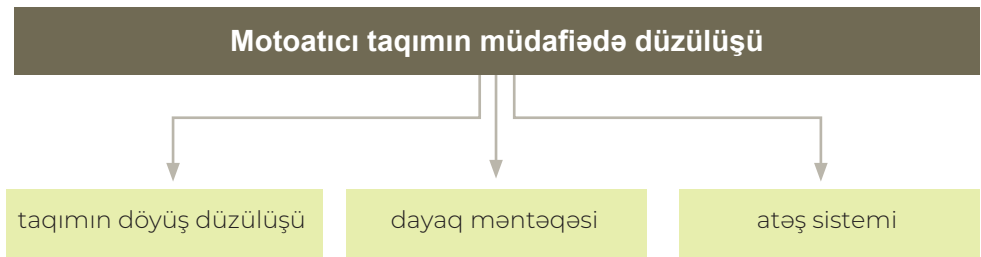 Motoatıcı taqımın müdafiədə düzülüşü
taqımın döyüş düzülüşü
dayaq məntəqəsi
atəş sistemi